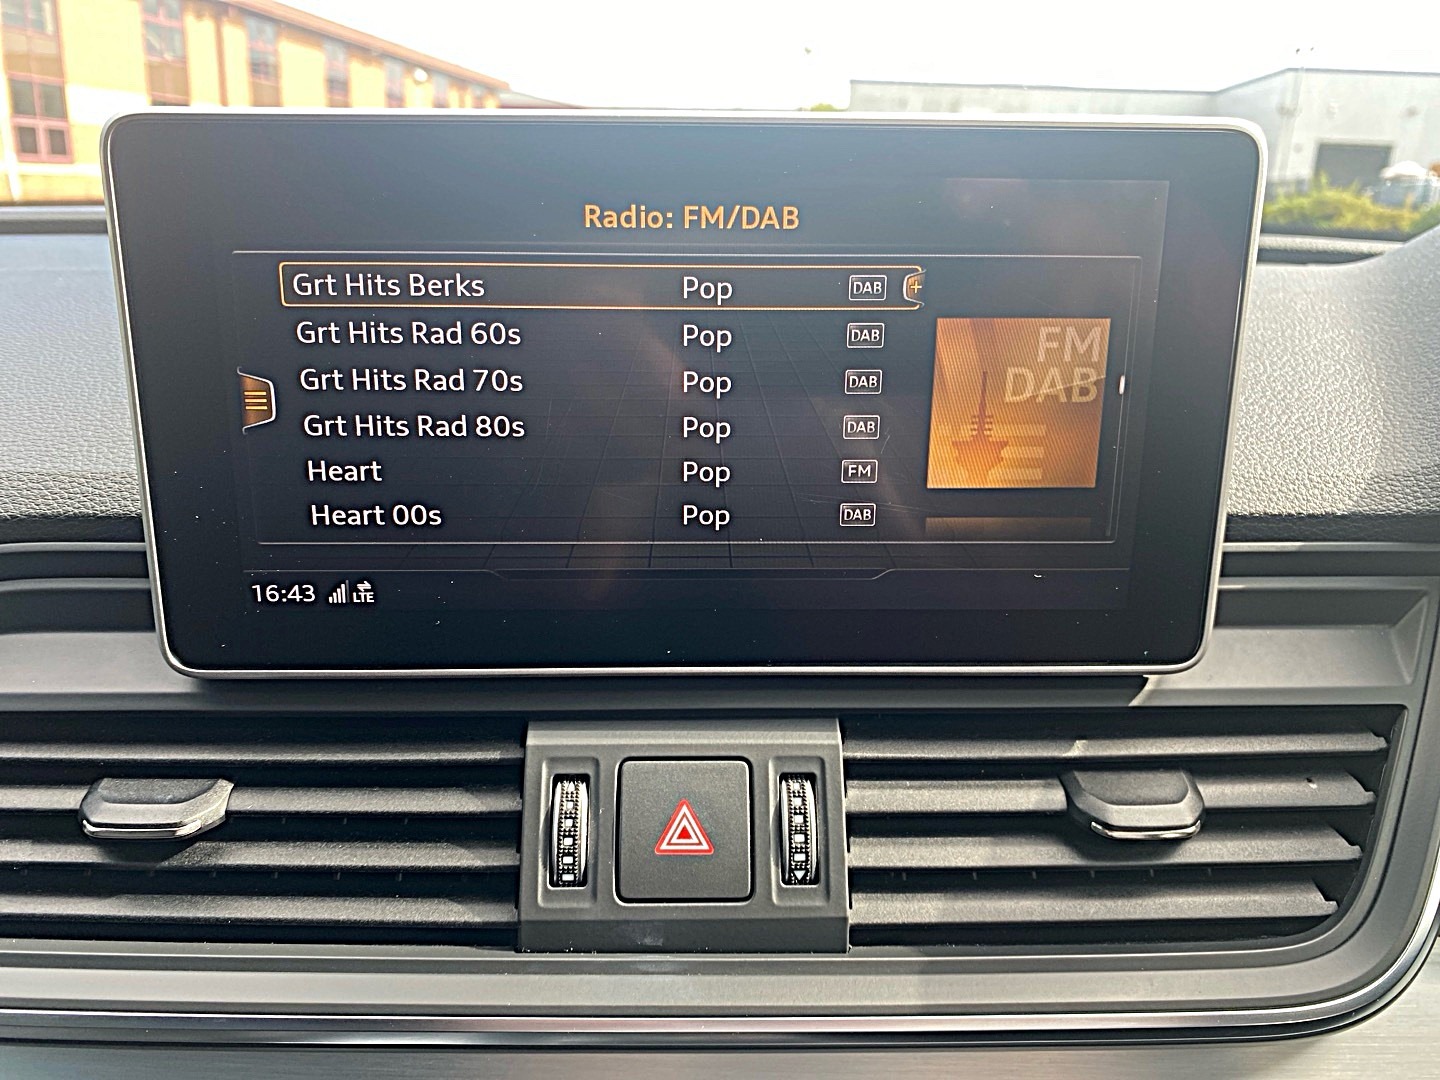 Radio: FM/DAB
Grt Hits Berks Pop DAB +
Grt Hits Rad 60s Pop DAB
Grt Hits Rad 70s Pop DAB
Grt Hits Rad 80s Pop DAB
Heart Pop FM
Heart 00s Pop DAB
FM
DAB
16:43 LTE